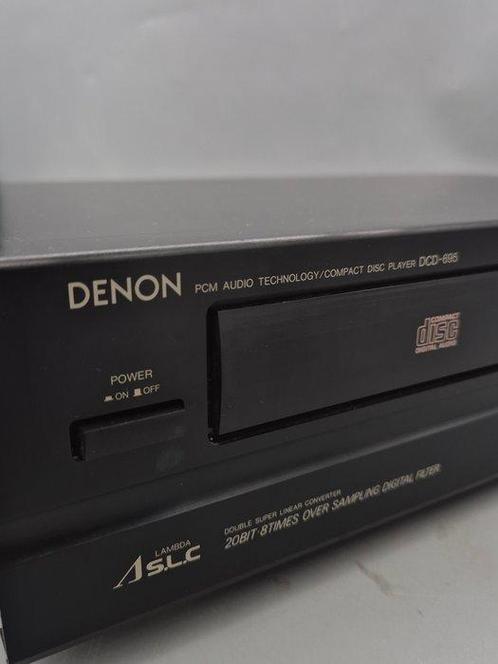 DENON PCM AUDIO TECHNOLOGY/COMPACT DISC PLAYER DCD-695
COMPACT
disc
DIGITAL AUDIO
POWER
ON OFF
LAMBDA
S.L.C
DOUBLE SUPER LINEAR CONVERTER
20BIT·8TIMES OVER SAMPLING DIGITAL FILTER